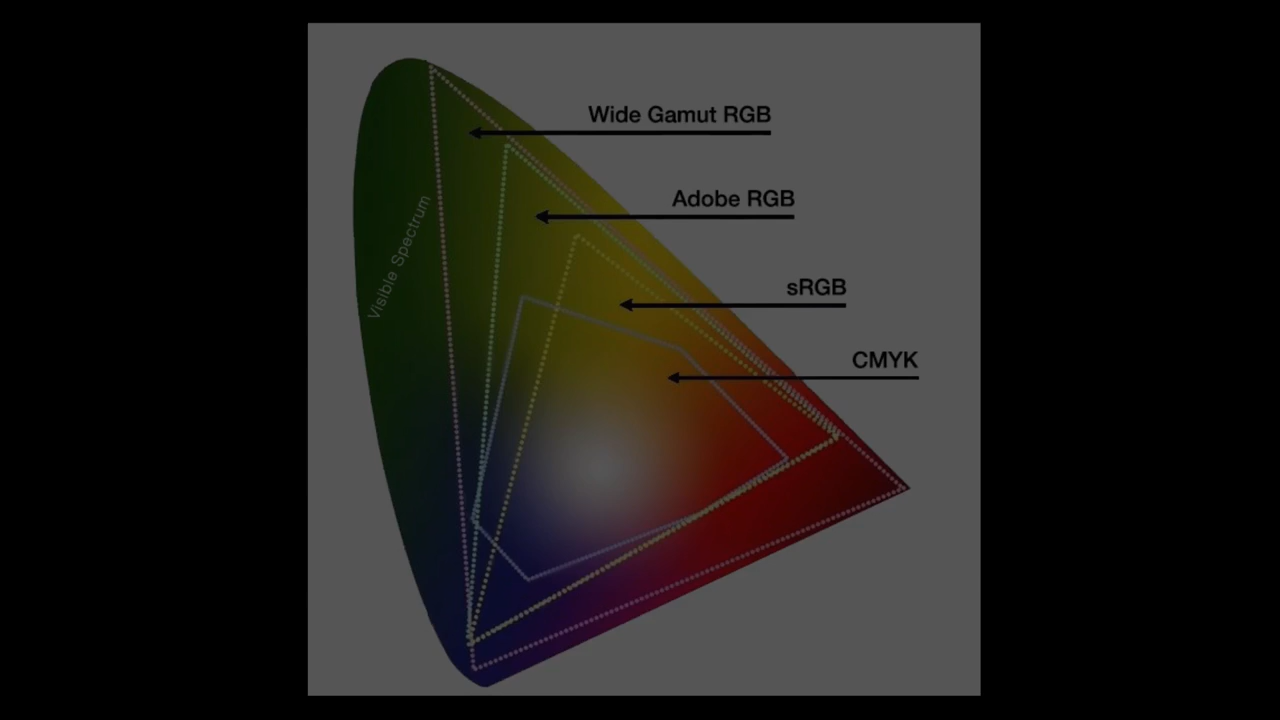 Wide Gamut RGB
Adobe RGB
Visible Spectrum
sRGB
CMYK